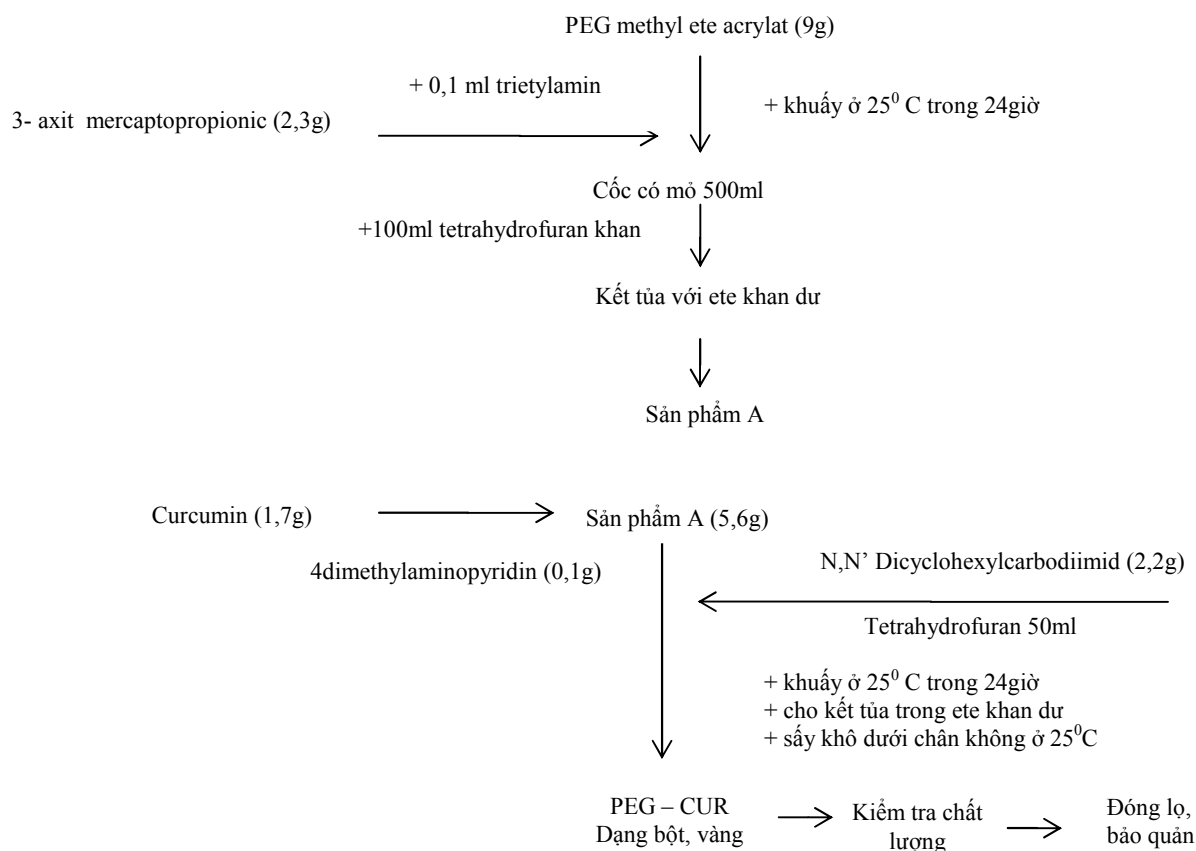 PEG methyl ete acrylat (9g)
+ 0,1 ml trietylamin
+ khuấy ở 25⁰ C trong 24giờ
3- axit  mercaptopropionic (2,3g)
Cốc có mỏ 500ml
+100ml tetrahydrofuran khan
Kết tủa với ete khan dư
Sản phẩm A
Curcumin (1,7g)
Sản phẩm A (5,6g)
4dimethylaminopyridin (0,1g)
N,N’ Dicyclohexylcarbodiimid (2,2g)
Tetrahydrofuran 50ml
+ khuấy ở 25⁰ C trong 24giờ
+ cho kết tủa trong ete khan dư
+ sấy khô dưới chân không ở 25⁰C
PEG – CUR
Dạng bột, vàng
Kiểm tra chất
lượng
Đóng lọ,
bảo quản